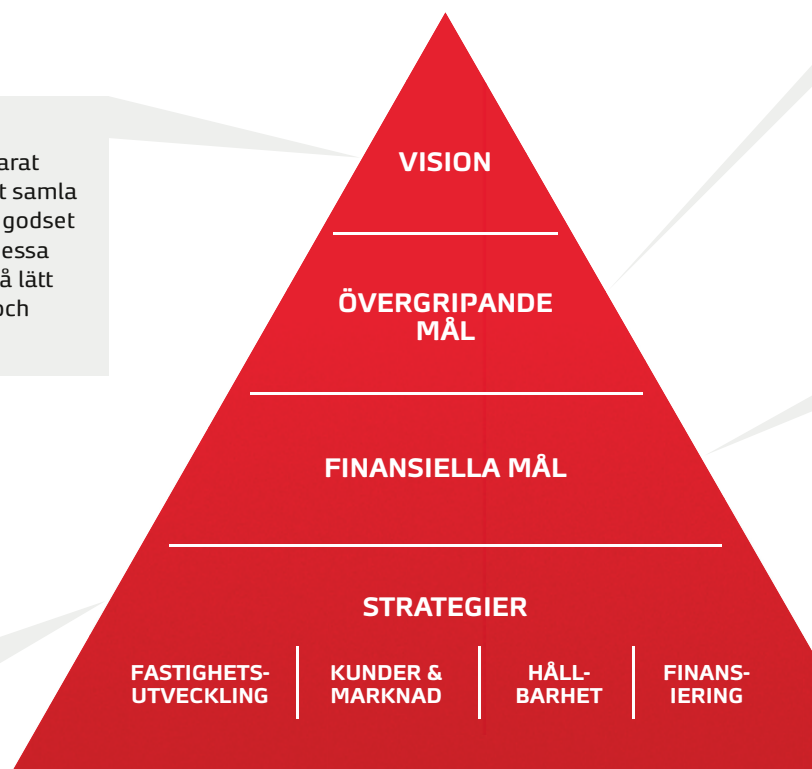 arat
t samla
godset
essa
å lätt
och
VISION
ÖVERGRIPANDE
MÅL
FINANSIELLA MÅL
STRATEGIER
FASTIGHETS-
UTVECKLING
KUNDER &
MARKNAD
HÅLL-
BARHET
FINANS-
IERING